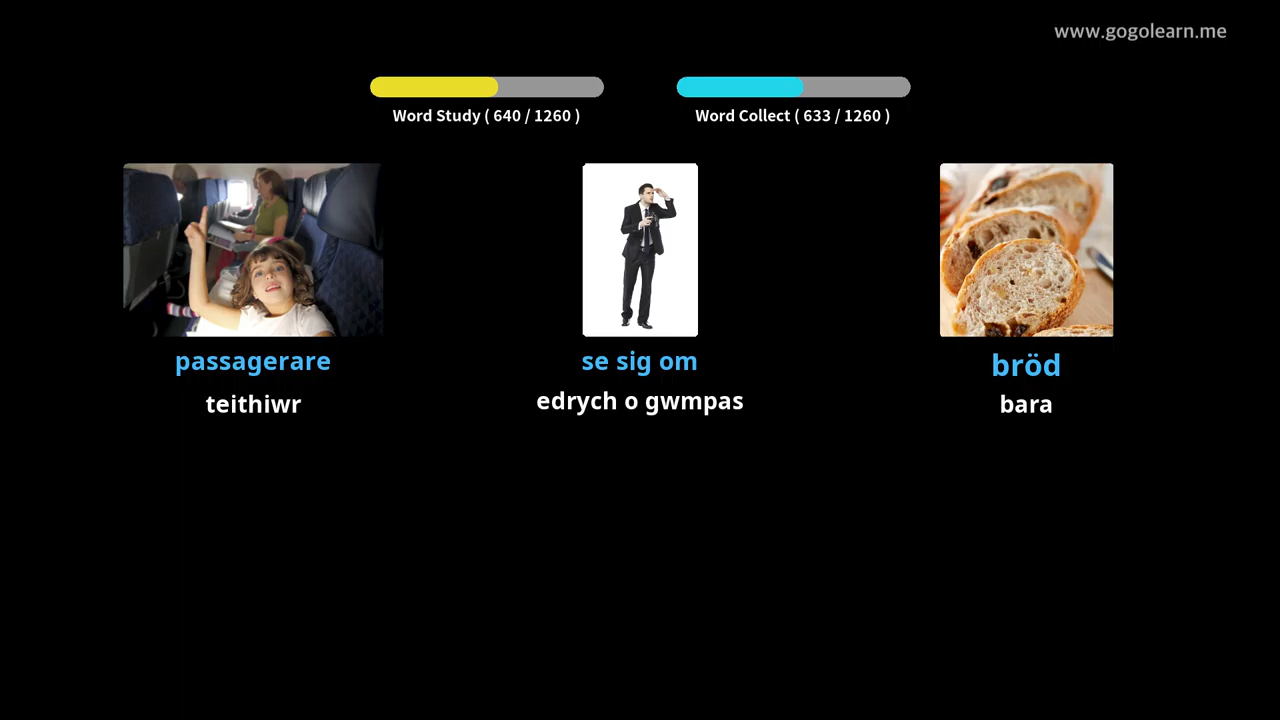 www.gogolearn.me
Word Study ( 640 / 1260 )
Word Collect ( 633 / 1260 )
passagerare
teithiwr
se sig om
edrych o gwmpas
bröd
bara